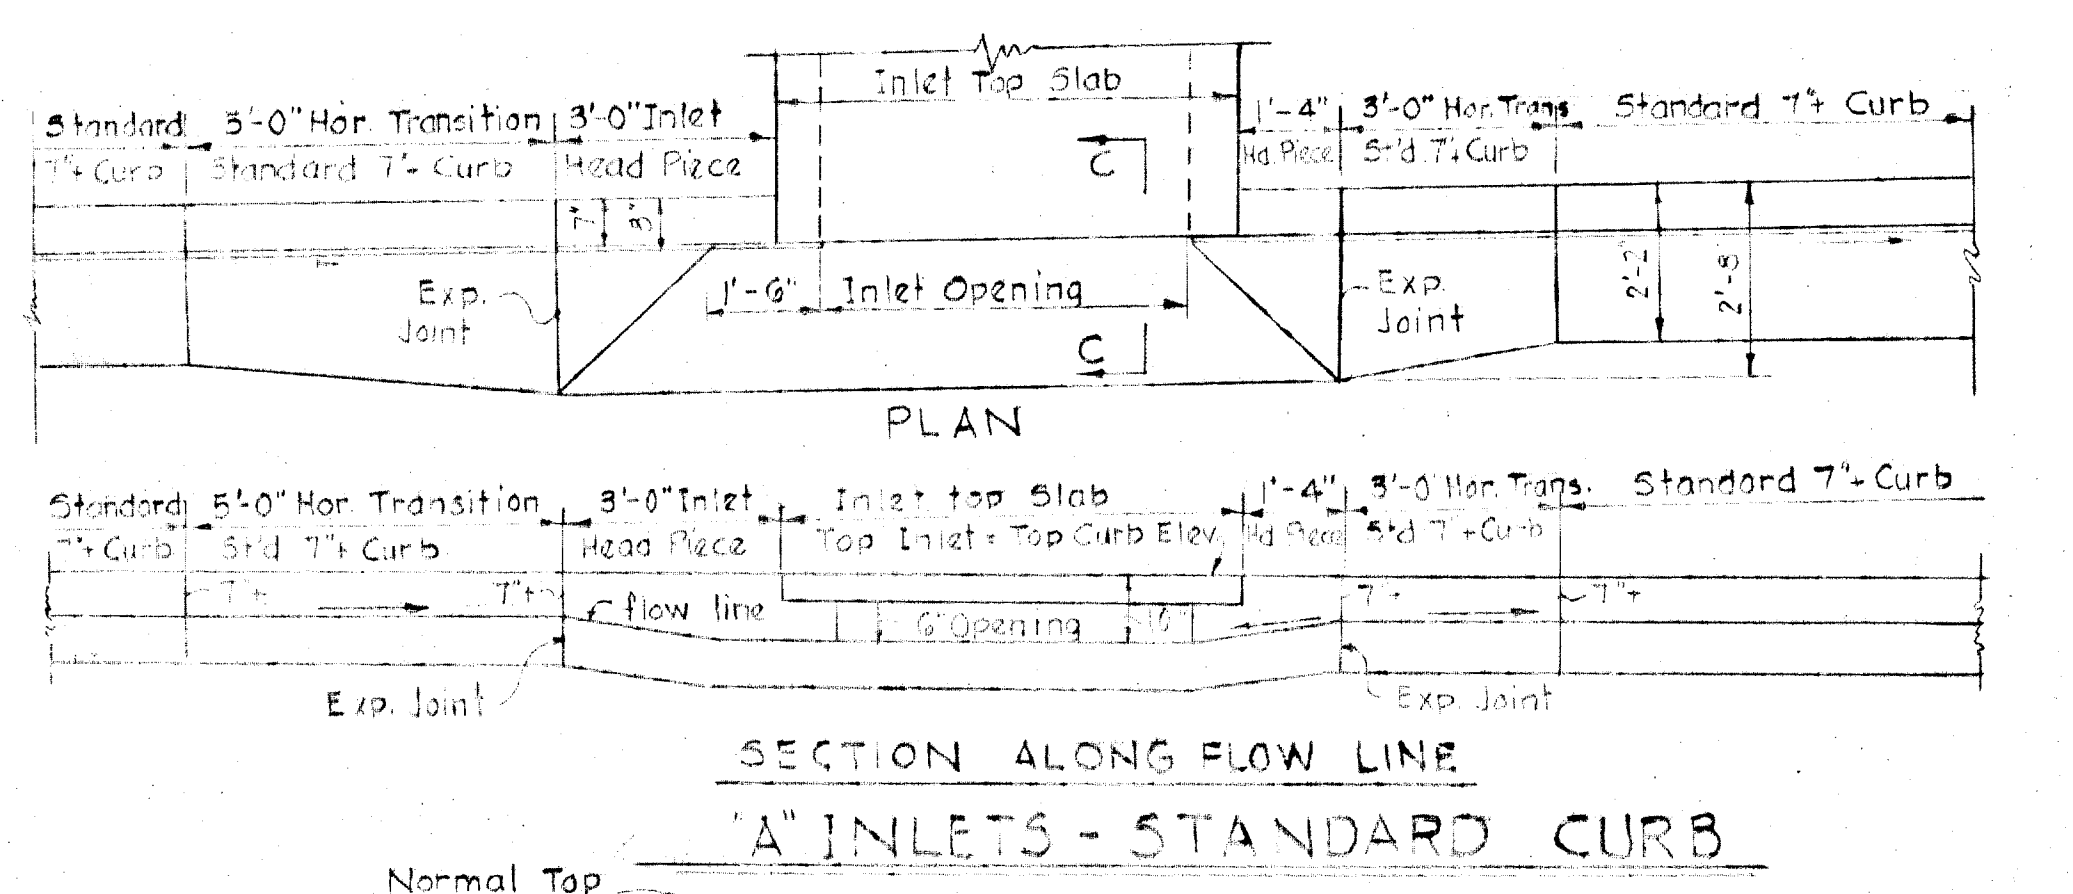 Inlet Top Slab
Standard 5'-0" Hor. Transition 3'-0" Inlet 1'-4" 3'-0" Hor. Trans. Standard 7"+ Curb
7"+ Curb Standard 7"+ Curb Head Piece Hd. Piece St'd. 7"+ Curb
C
7" 8"
2'-2" 2'-8"
Exp. Joint
1'-6" Inlet Opening
Exp. Joint
C
PLAN
Standard 5'-0" Hor. Transition 3'-0" Inlet Inlet top Slab 1'-4" 3'-0" Hor. Trans. Standard 7"+ Curb
7"+ Curb St'd 7"+ Curb Head Piece Top Inlet = Top Curb Elev. Hd Piece St'd 7"+ Curb
7"+ 7"+ flow line 6" Opening 10" 7"+ 7"+
Exp. Joint Exp. Joint
SECTION ALONG FLOW LINE
"A" INLETS - STANDARD CURB
Normal Top